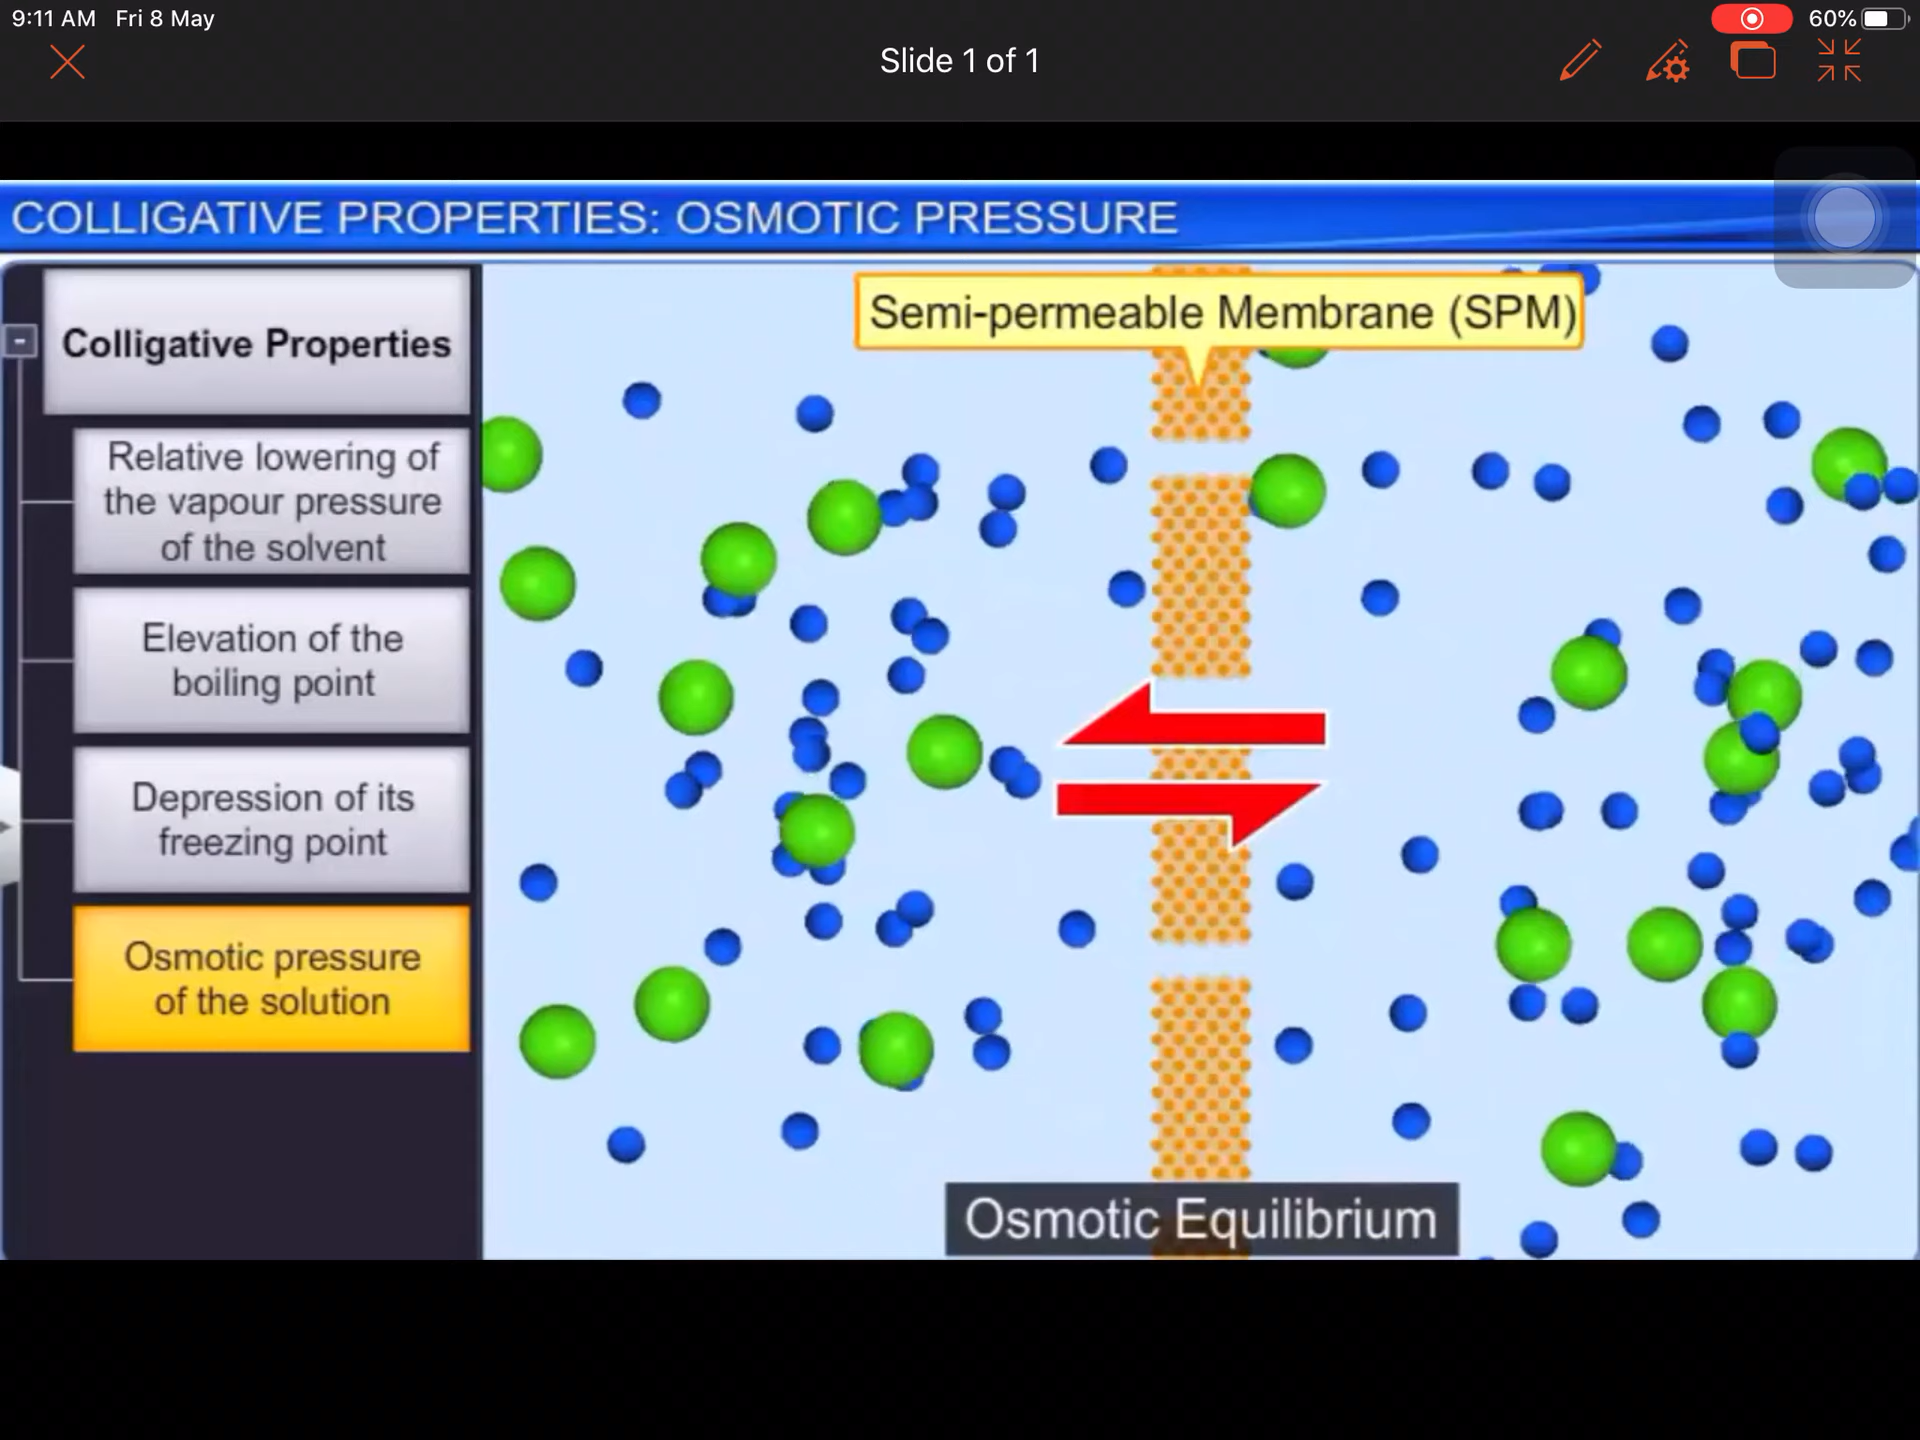 9:11 AM Fri 8 May
60%
Slide 1 of 1
COLLIGATIVE PROPERTIES: OSMOTIC PRESSURE
Colligative Properties
Relative lowering of
the vapour pressure
of the solvent
Elevation of the
boiling point
Depression of its
freezing point
Osmotic pressure
of the solution
Semi-permeable Membrane (SPM)
Osmotic Equilibrium